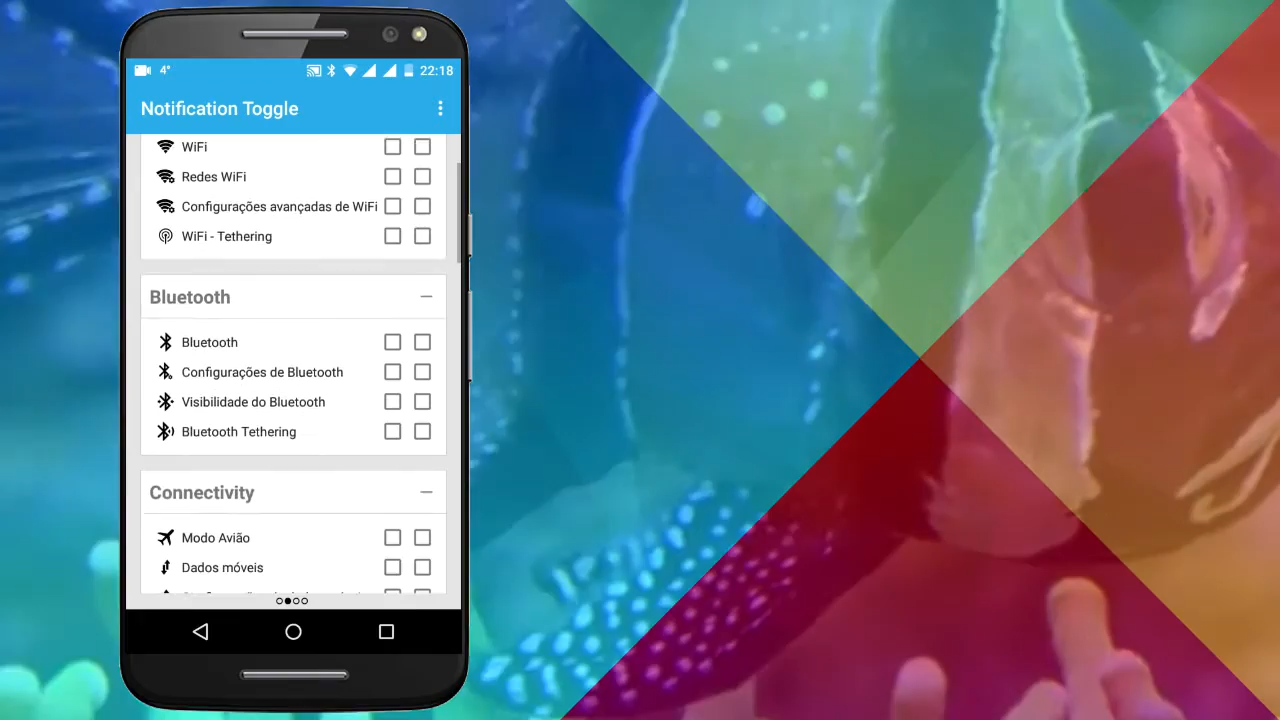 4° 22:18
Notification Toggle
WiFi
Redes WiFi
Configurações avançadas de WiFi
WiFi - Tethering
Bluetooth
Bluetooth
Configurações de Bluetooth
Visibilidade do Bluetooth
Bluetooth Tethering
Connectivity
Modo Avião
Dados móveis